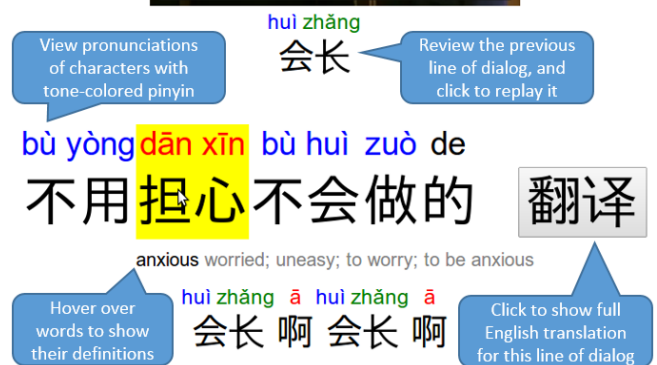 huì zhǎng
会长
View pronunciations
of characters with
tone-colored pinyin
Review the previous
line of dialog, and
click to replay it
bù yòng dān xīn bù huì zuò de
不用担心不会做的
翻译
anxious worried; uneasy; to worry; to be anxious
Hover over
words to show
their definitions
huì zhǎng ā huì zhǎng ā
会长 啊 会长 啊
Click to show full
English translation
for this line of dialog